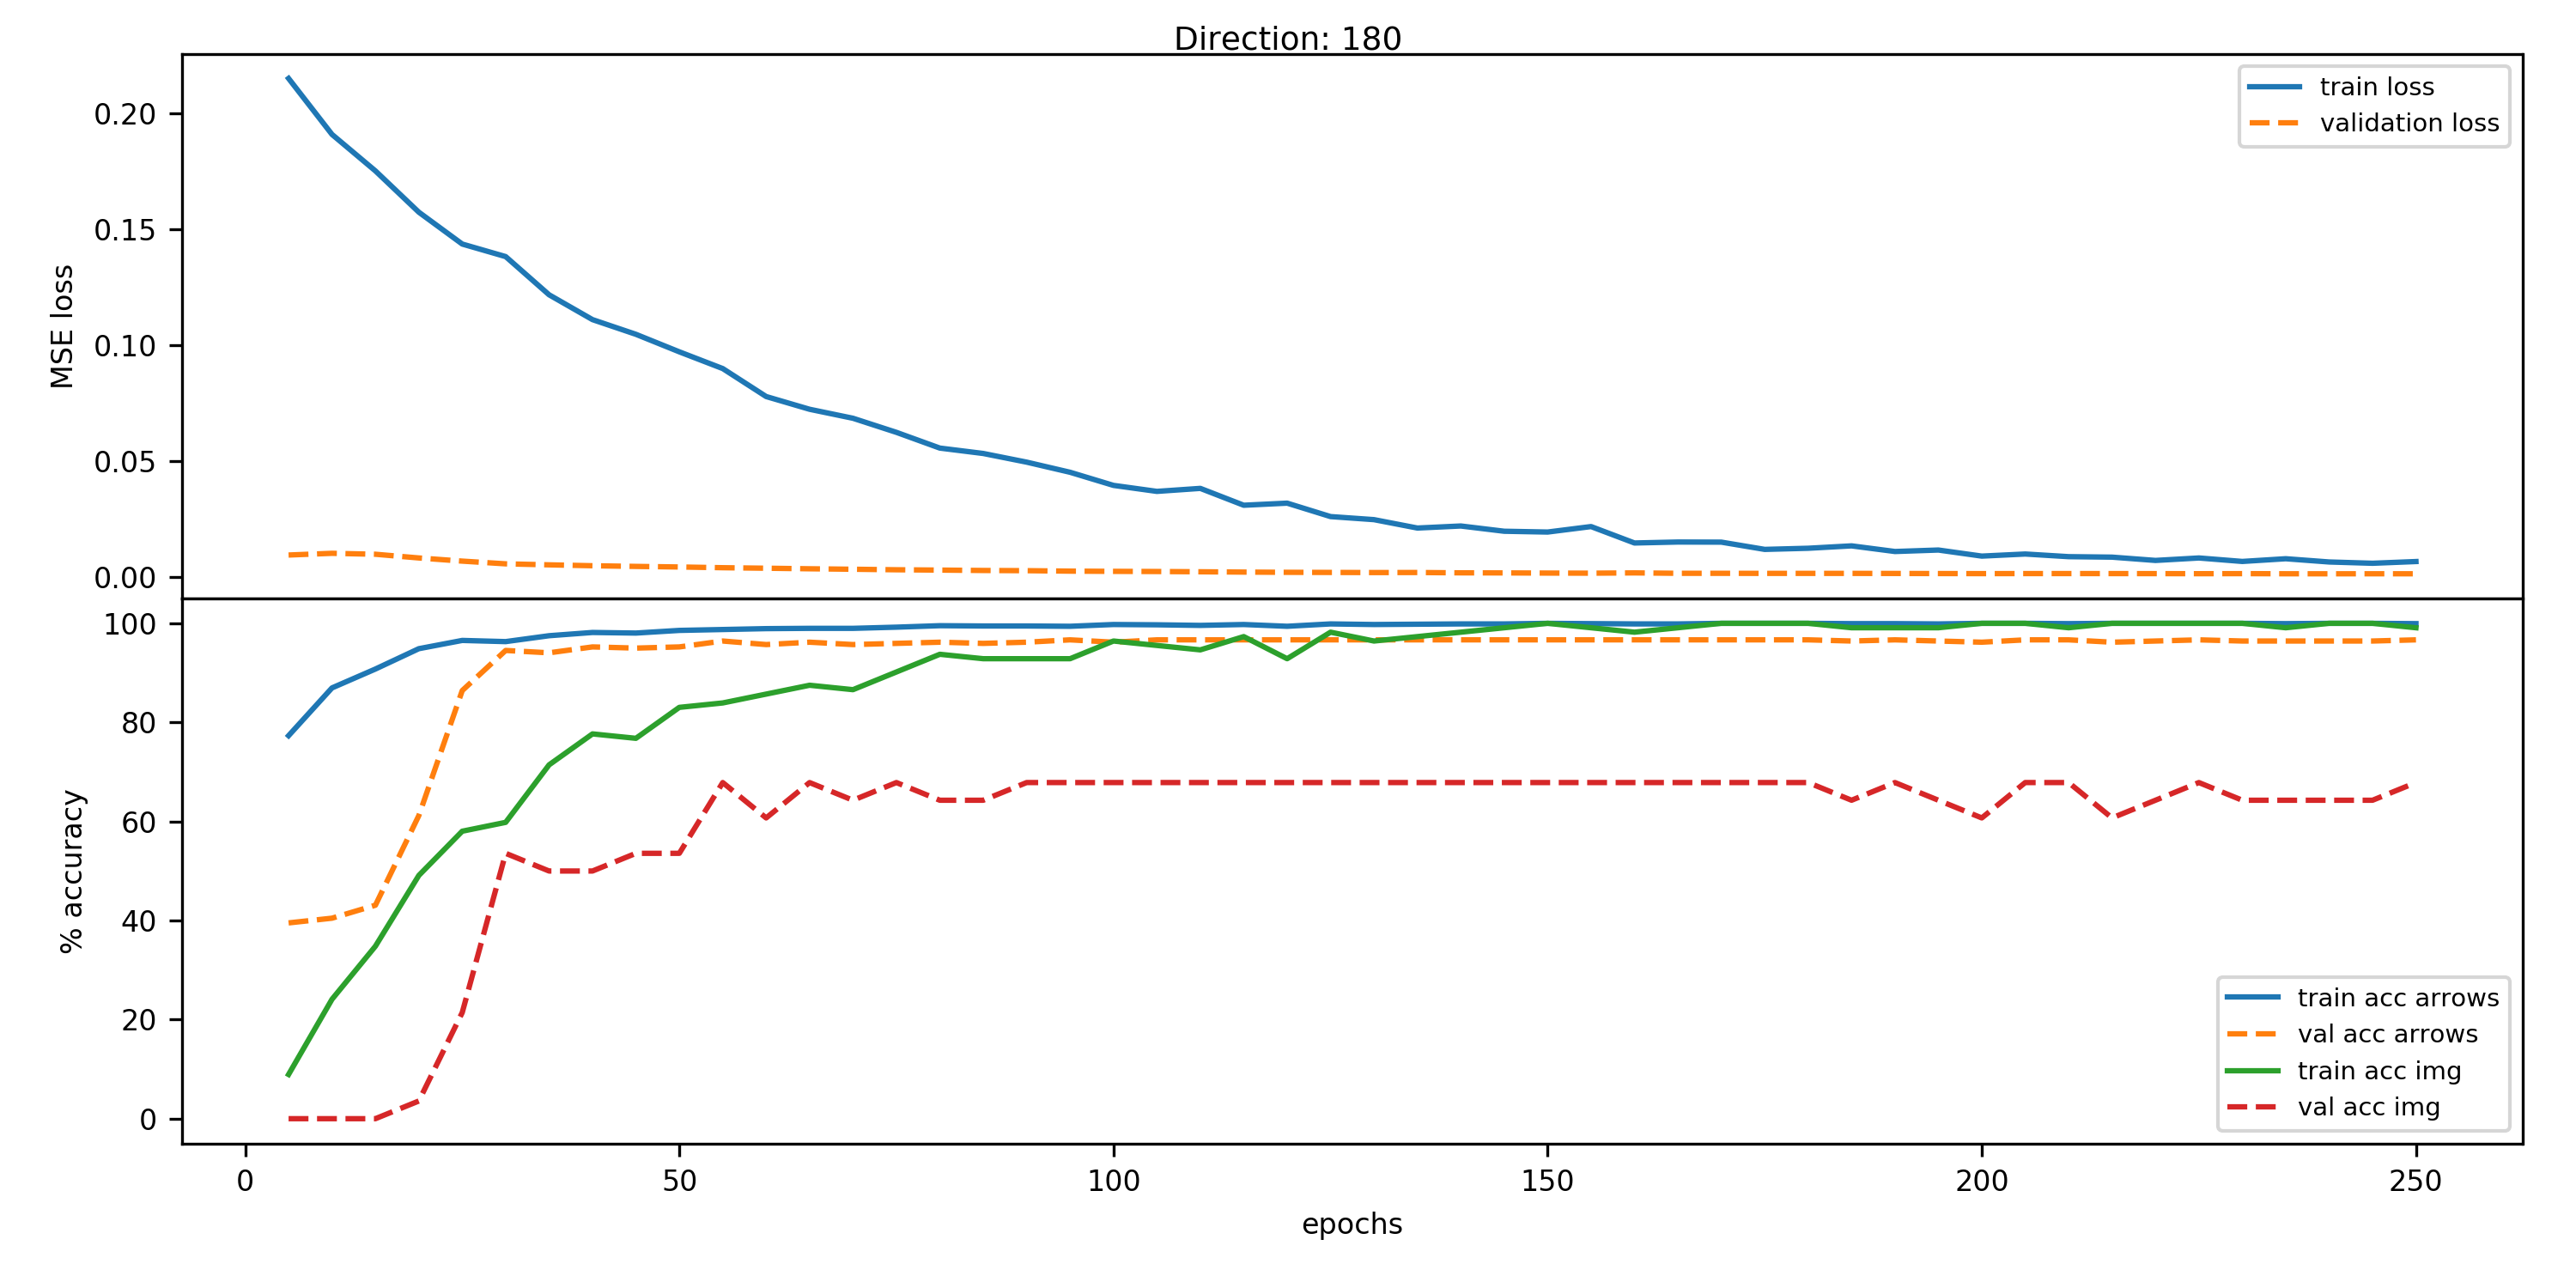 Direction: 180
0.20
0.15
0.10
0.05
0.00
MSE loss
train loss
validation loss
100
80
60
40
20
0
% accuracy
train acc arrows
val acc arrows
train acc img
val acc img
0 50 100 150 200 250
epochs